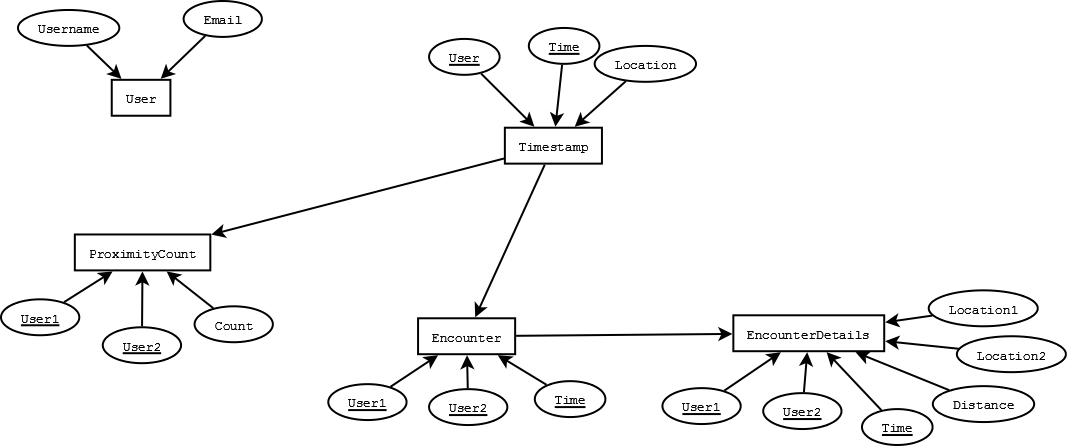 Username
Email
User
User
Time
Location
Timestamp
ProximityCount
User1
User2
Count
Encounter
User1
User2
Time
EncounterDetails
Location1
Location2
User1
User2
Time
Distance